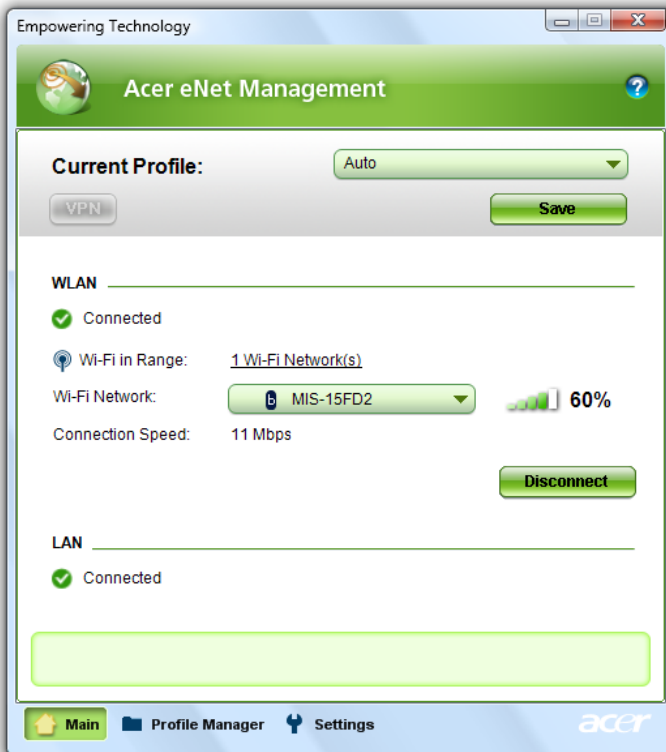 Empowering Technology
Acer eNet Management
?
Current Profile:
Auto
VPN
Save
WLAN
Connected
Wi-Fi in Range:
1 Wi-Fi Network(s)
Wi-Fi Network:
b MIS-15FD2
60%
Connection Speed:
11 Mbps
Disconnect
LAN
Connected
Main
Profile Manager
Settings
acer